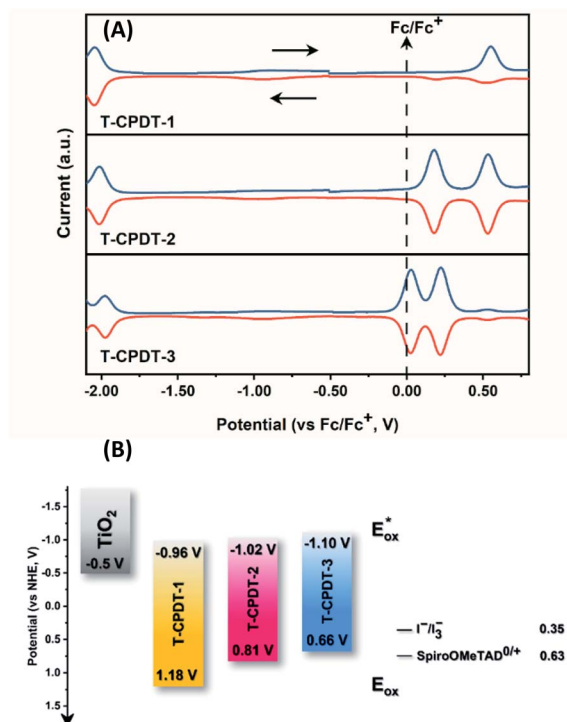 (A)
Fc/Fc+
T-CPDT-1
T-CPDT-2
T-CPDT-3
Current (a.u.)
-2.00 -1.50 -1.00 -0.50 0.00 0.50
Potential (vs Fc/Fc+, V)
(B)
Potential (vs NHE, V)
-1.5
-1.0
-0.5
0.0
0.5
1.0
1.5
TiO2
-0.5 V
-0.96 V
T-CPDT-1
1.18 V
-1.02 V
T-CPDT-2
0.81 V
-1.10 V
T-CPDT-3
0.66 V
E*ox
I−/I3− 0.35
SpiroOMeTAD0/+ 0.63
Eox